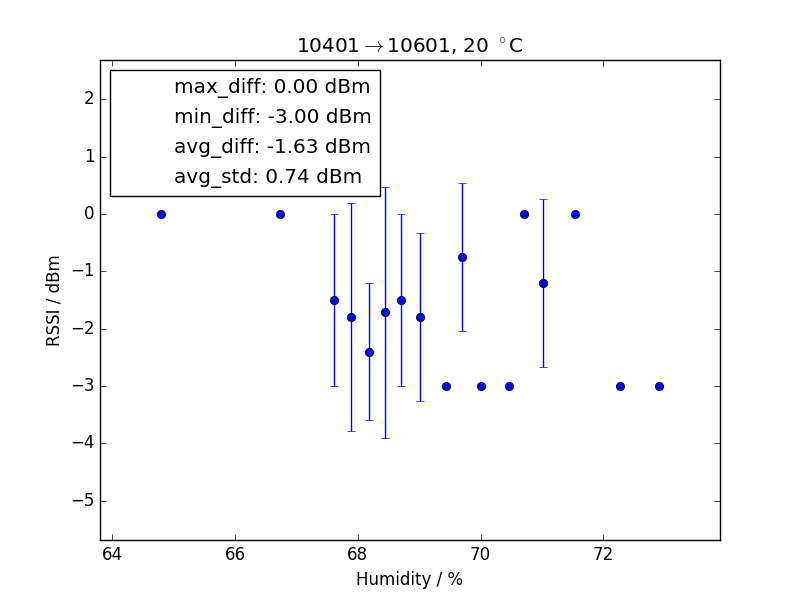 10401→10601, 20 °C
max_diff: 0.00 dBm
min_diff: -3.00 dBm
avg_diff: -1.63 dBm
avg_std: 0.74 dBm
2
1
0
−1
−2
−3
−4
−5
RSSI / dBm
64 66 68 70 72
Humidity / %